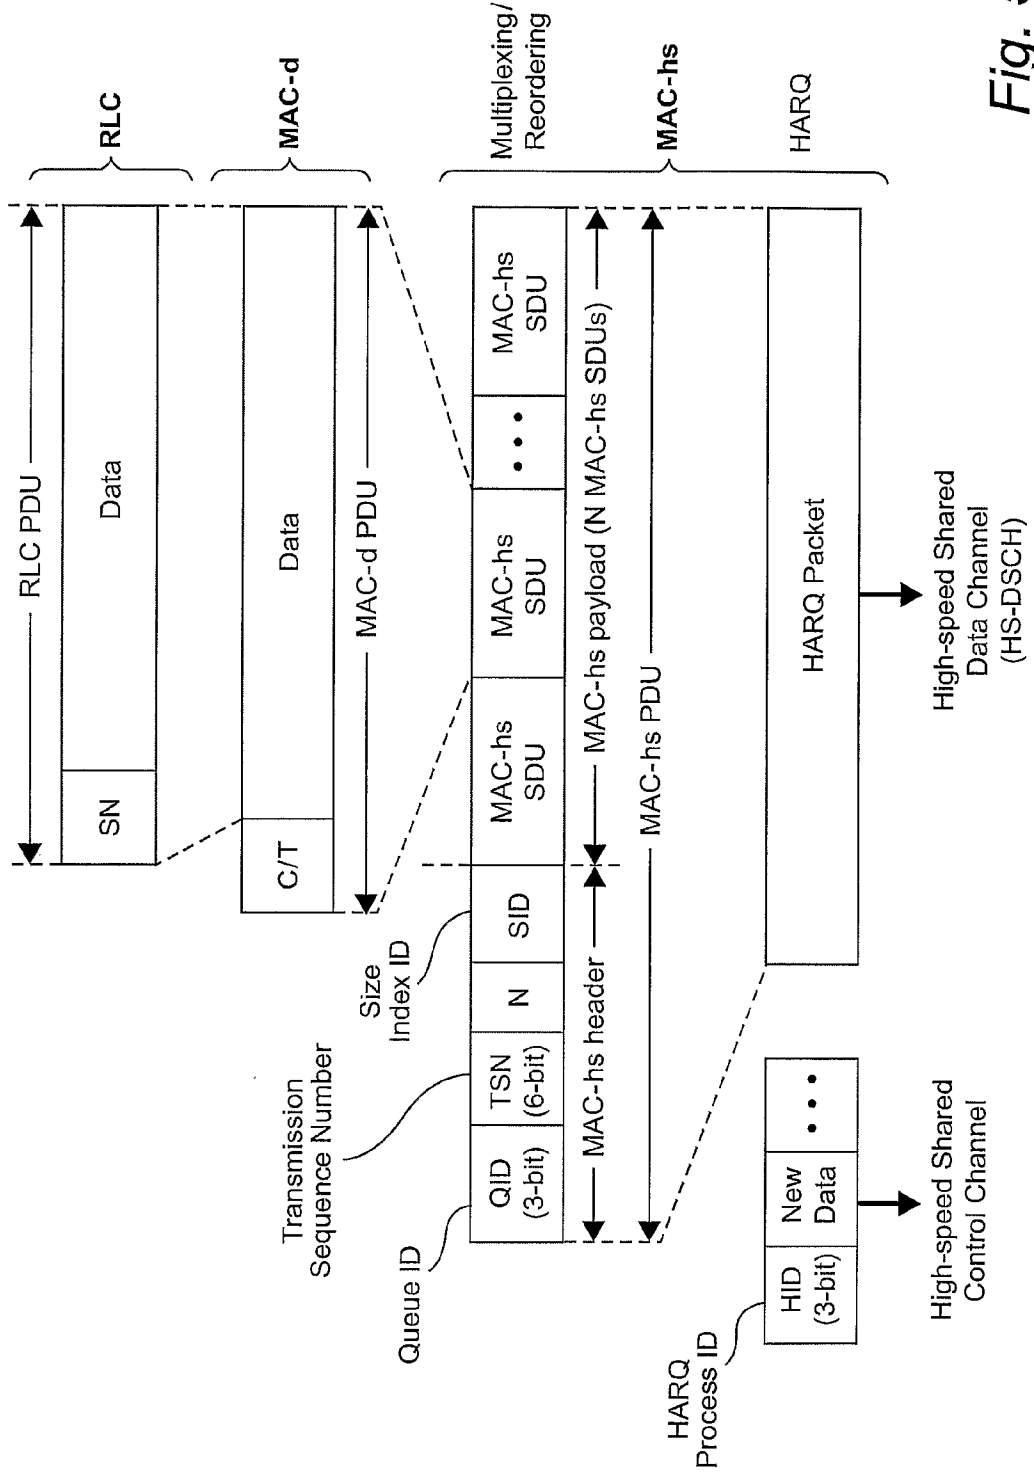 RLC PDU
SN
Data
RLC
C/T
Data
MAC-d
MAC-d PDU
Queue ID
Transmission
Sequence Number
Size
Index ID
Multiplexing/
Reordering
QID
(3-bit)
TSN
(6-bit)
N
SID
MAC-hs
SDU
MAC-hs
SDU
•••
MAC-hs
SDU
MAC-hs header
MAC-hs payload (N MAC-hs SDUs)
MAC-hs PDU
MAC-hs
HARQ
Process ID
HID
(3-bit)
New
Data
•••
HARQ Packet
HARQ
High-speed Shared
Control Channel
High-speed Shared
Data Channel
(HS-DSCH)
Fig.